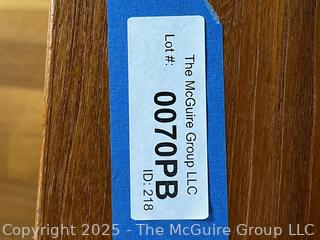 The McGuire Group LLC
Lot #:
0070PB
ID: 218
Copyright 2025 - The McGuire Group LLC